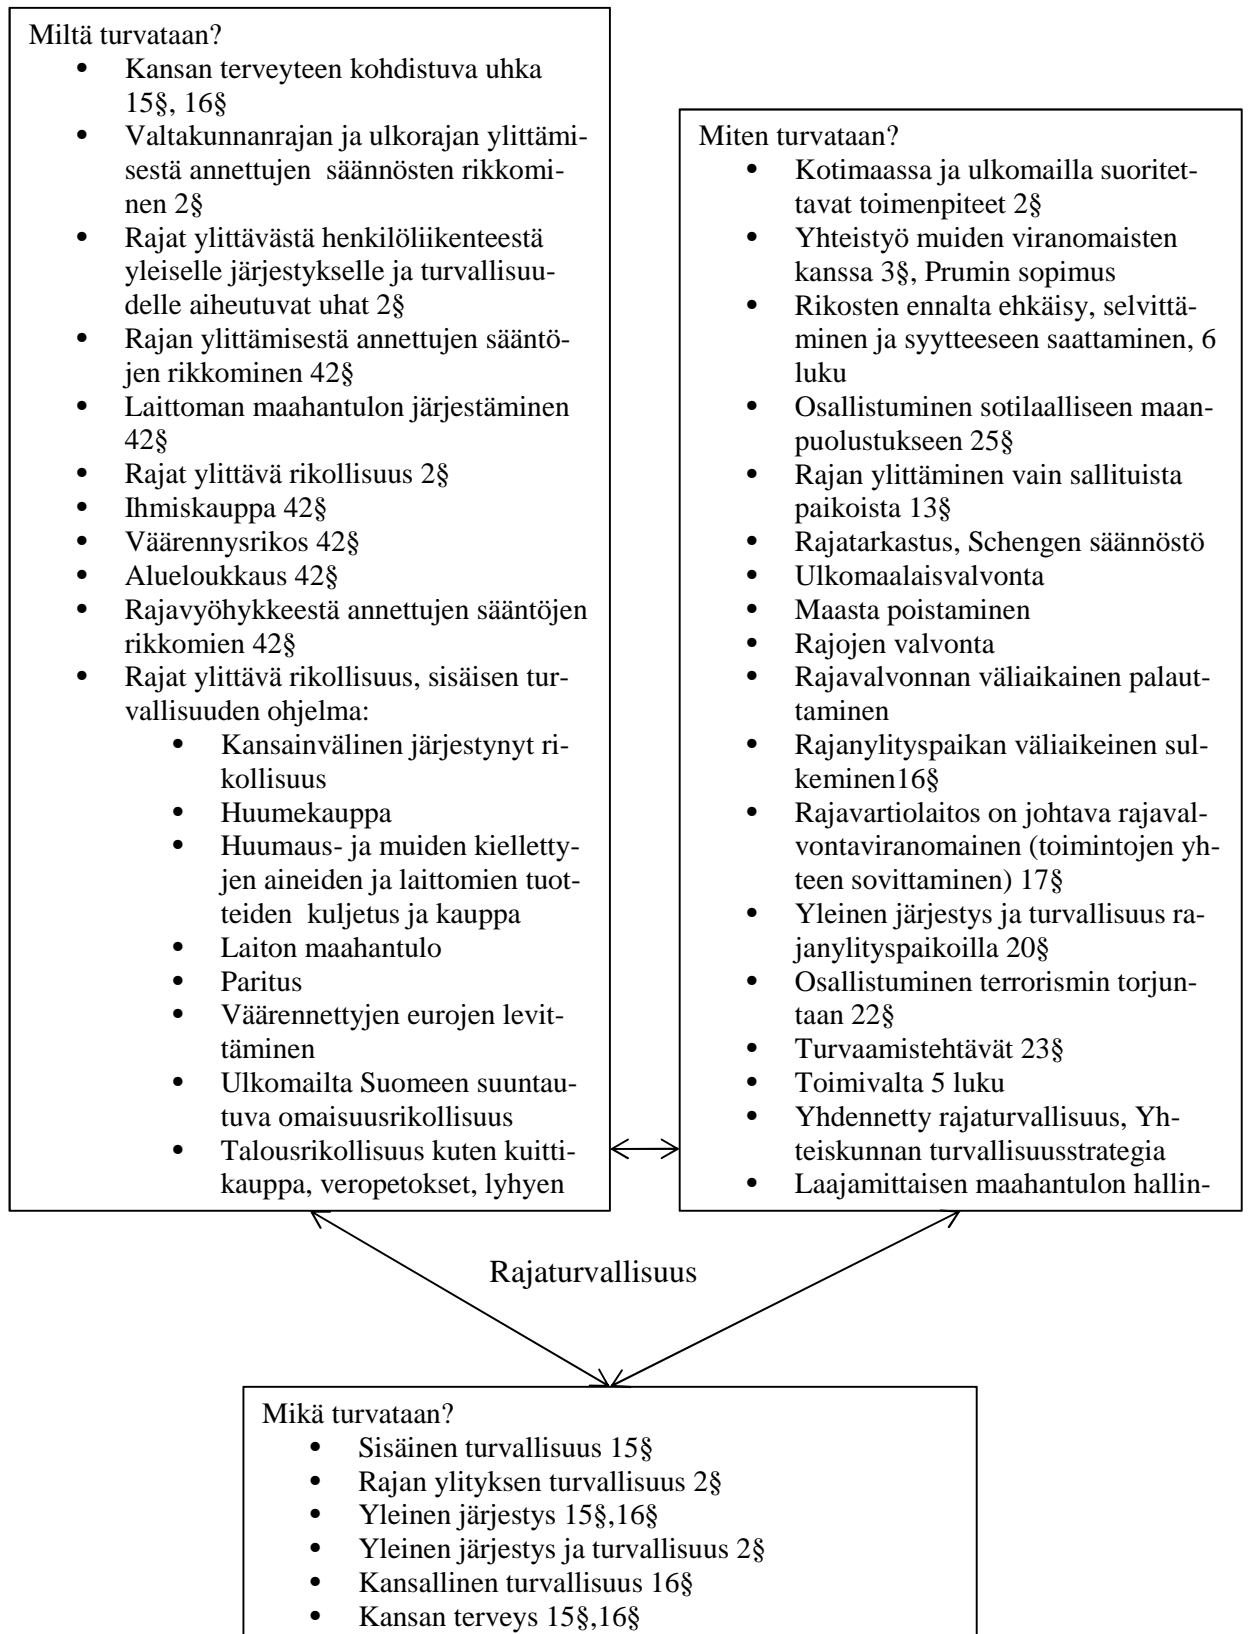 Miltä turvataan?
• Kansan terveyteen kohdistuva uhka
15§, 16§
• Valtakunnanrajan ja ulkorajan ylittämi-
sestä annettujen säännösten rikkomi-
nen 2§
• Rajat ylittävästä henkilöliikenteestä
yleiselle järjestykselle ja turvallisuu-
delle aiheutuvat uhat 2§
• Rajan ylittämisestä annettujen sääntö-
jen rikkominen 42§
• Laittoman maahantulon järjestäminen
42§
• Rajat ylittävä rikollisuus 2§
• Ihmiskauppa 42§
• Väärennysrikos 42§
• Alueloukkaus 42§
• Rajavyöhykkeestä annettujen sääntöjen
rikkomien 42§
• Rajat ylittävä rikollisuus, sisäisen tur-
vallisuuden ohjelma:
• Kansainvälinen järjestynyt ri-
kollisuus
• Huumekauppa
• Huumaus- ja muiden kiellетty-
jen aineiden ja laittomien tuot-
teiden kuljetus ja kauppa
• Laiton maahantulo
• Paritus
• Väärennettyjen eurojen levit-
täminen
• Ulkomailta Suomeen suuntau-
tuva omaisuusrikollisuus
• Talousrikollisuus kuten kuitti-
kauppa, veropetokset, lyhyen
Miten turvataan?
• Kotimaassa ja ulkomailla suoritet-
tavat toimenpiteet 2§
• Yhteistyö muiden viranomaisten
kanssa 3§, Prumin sopimus
• Rikosten ennalta ehkäisy, selvittä-
minen ja syytteeseen saattaminen, 6
luku
• Osallistuminen sotilaalliseen maan-
puolustukseen 25§
• Rajan ylittäminen vain sallituista
paikoista 13§
• Rajatarkastus, Schengen säännöstö
• Ulkomaalaisvalvonta
• Maasta poistaminen
• Rajojen valvonta
• Rajavalvonnan väliaikainen palaut-
taminen
• Rajanylityspaikan väliaikeinen sul-
keminen16§
• Rajavartiolaitos on johtava rajaval-
vontaviranomainen (toimintojen yh-
teen sovittaminen) 17§
• Yleinen järjestys ja turvallisuus ra-
janylityspaikoilla 20§
• Osallistuminen terrorismin torjun-
taan 22§
• Turvaamistehtävät 23§
• Toimivalta 5 luku
• Yhdennetty rajaturvallisuus, Yh-
teiskunnan turvallisuusstrategia
• Laajamittaisen maahantulon hallin-
Rajaturvallisuus
Mikä turvataan?
• Sisäinen turvallisuus 15§
• Rajan ylityksen turvallisuus 2§
• Yleinen järjestys 15§,16§
• Yleinen järjestys ja turvallisuus 2§
• Kansallinen turvallisuus 16§
• Kansan terveys 15§,16§